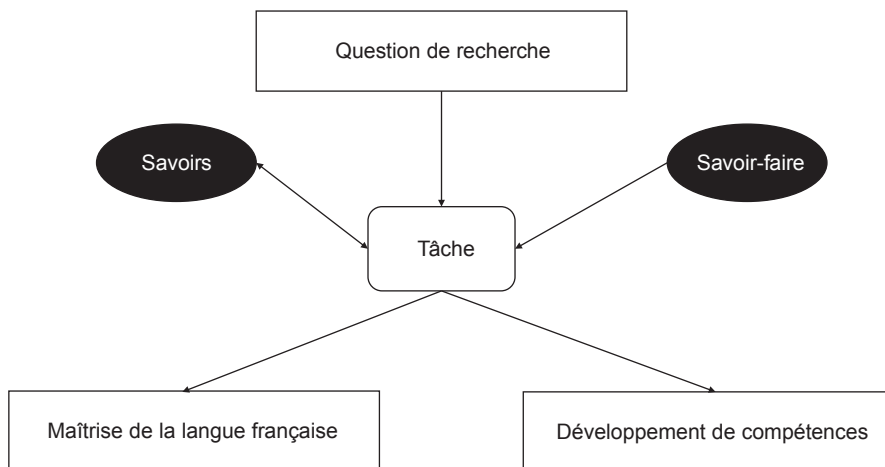 Question de recherche
Savoirs
Savoir-faire
Tâche
Maîtrise de la langue française
Développement de compétences